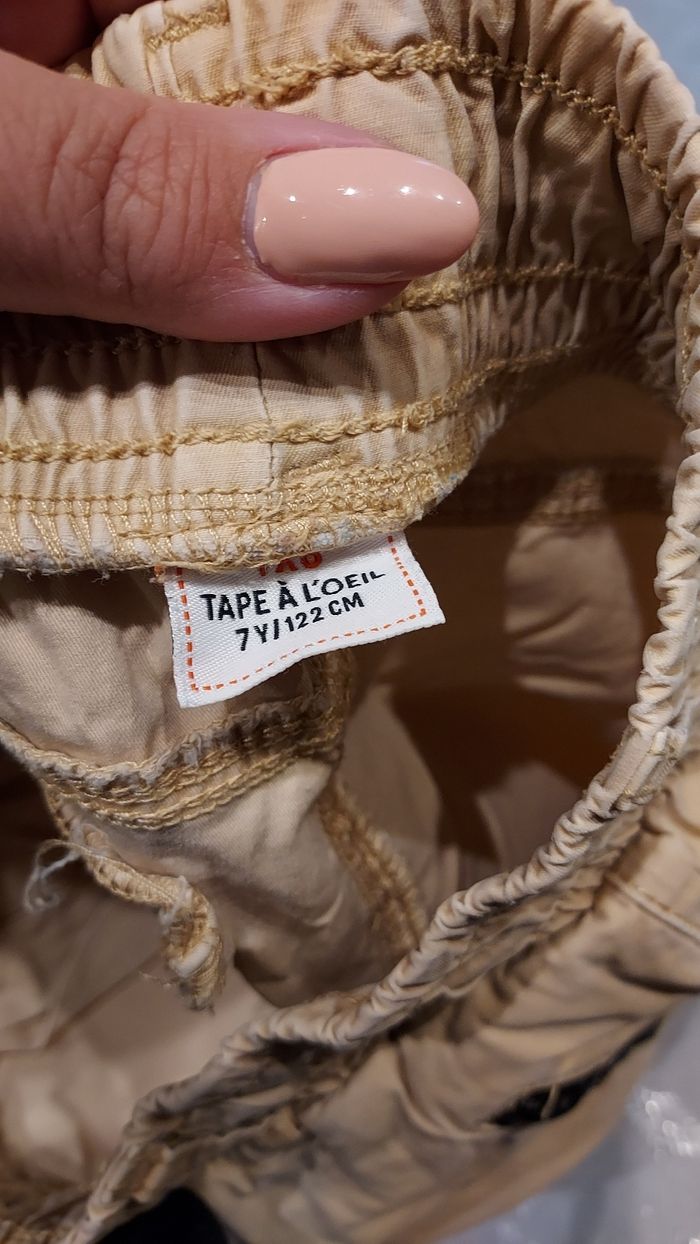 TAPE À L'OEIL
7Y/122 CM